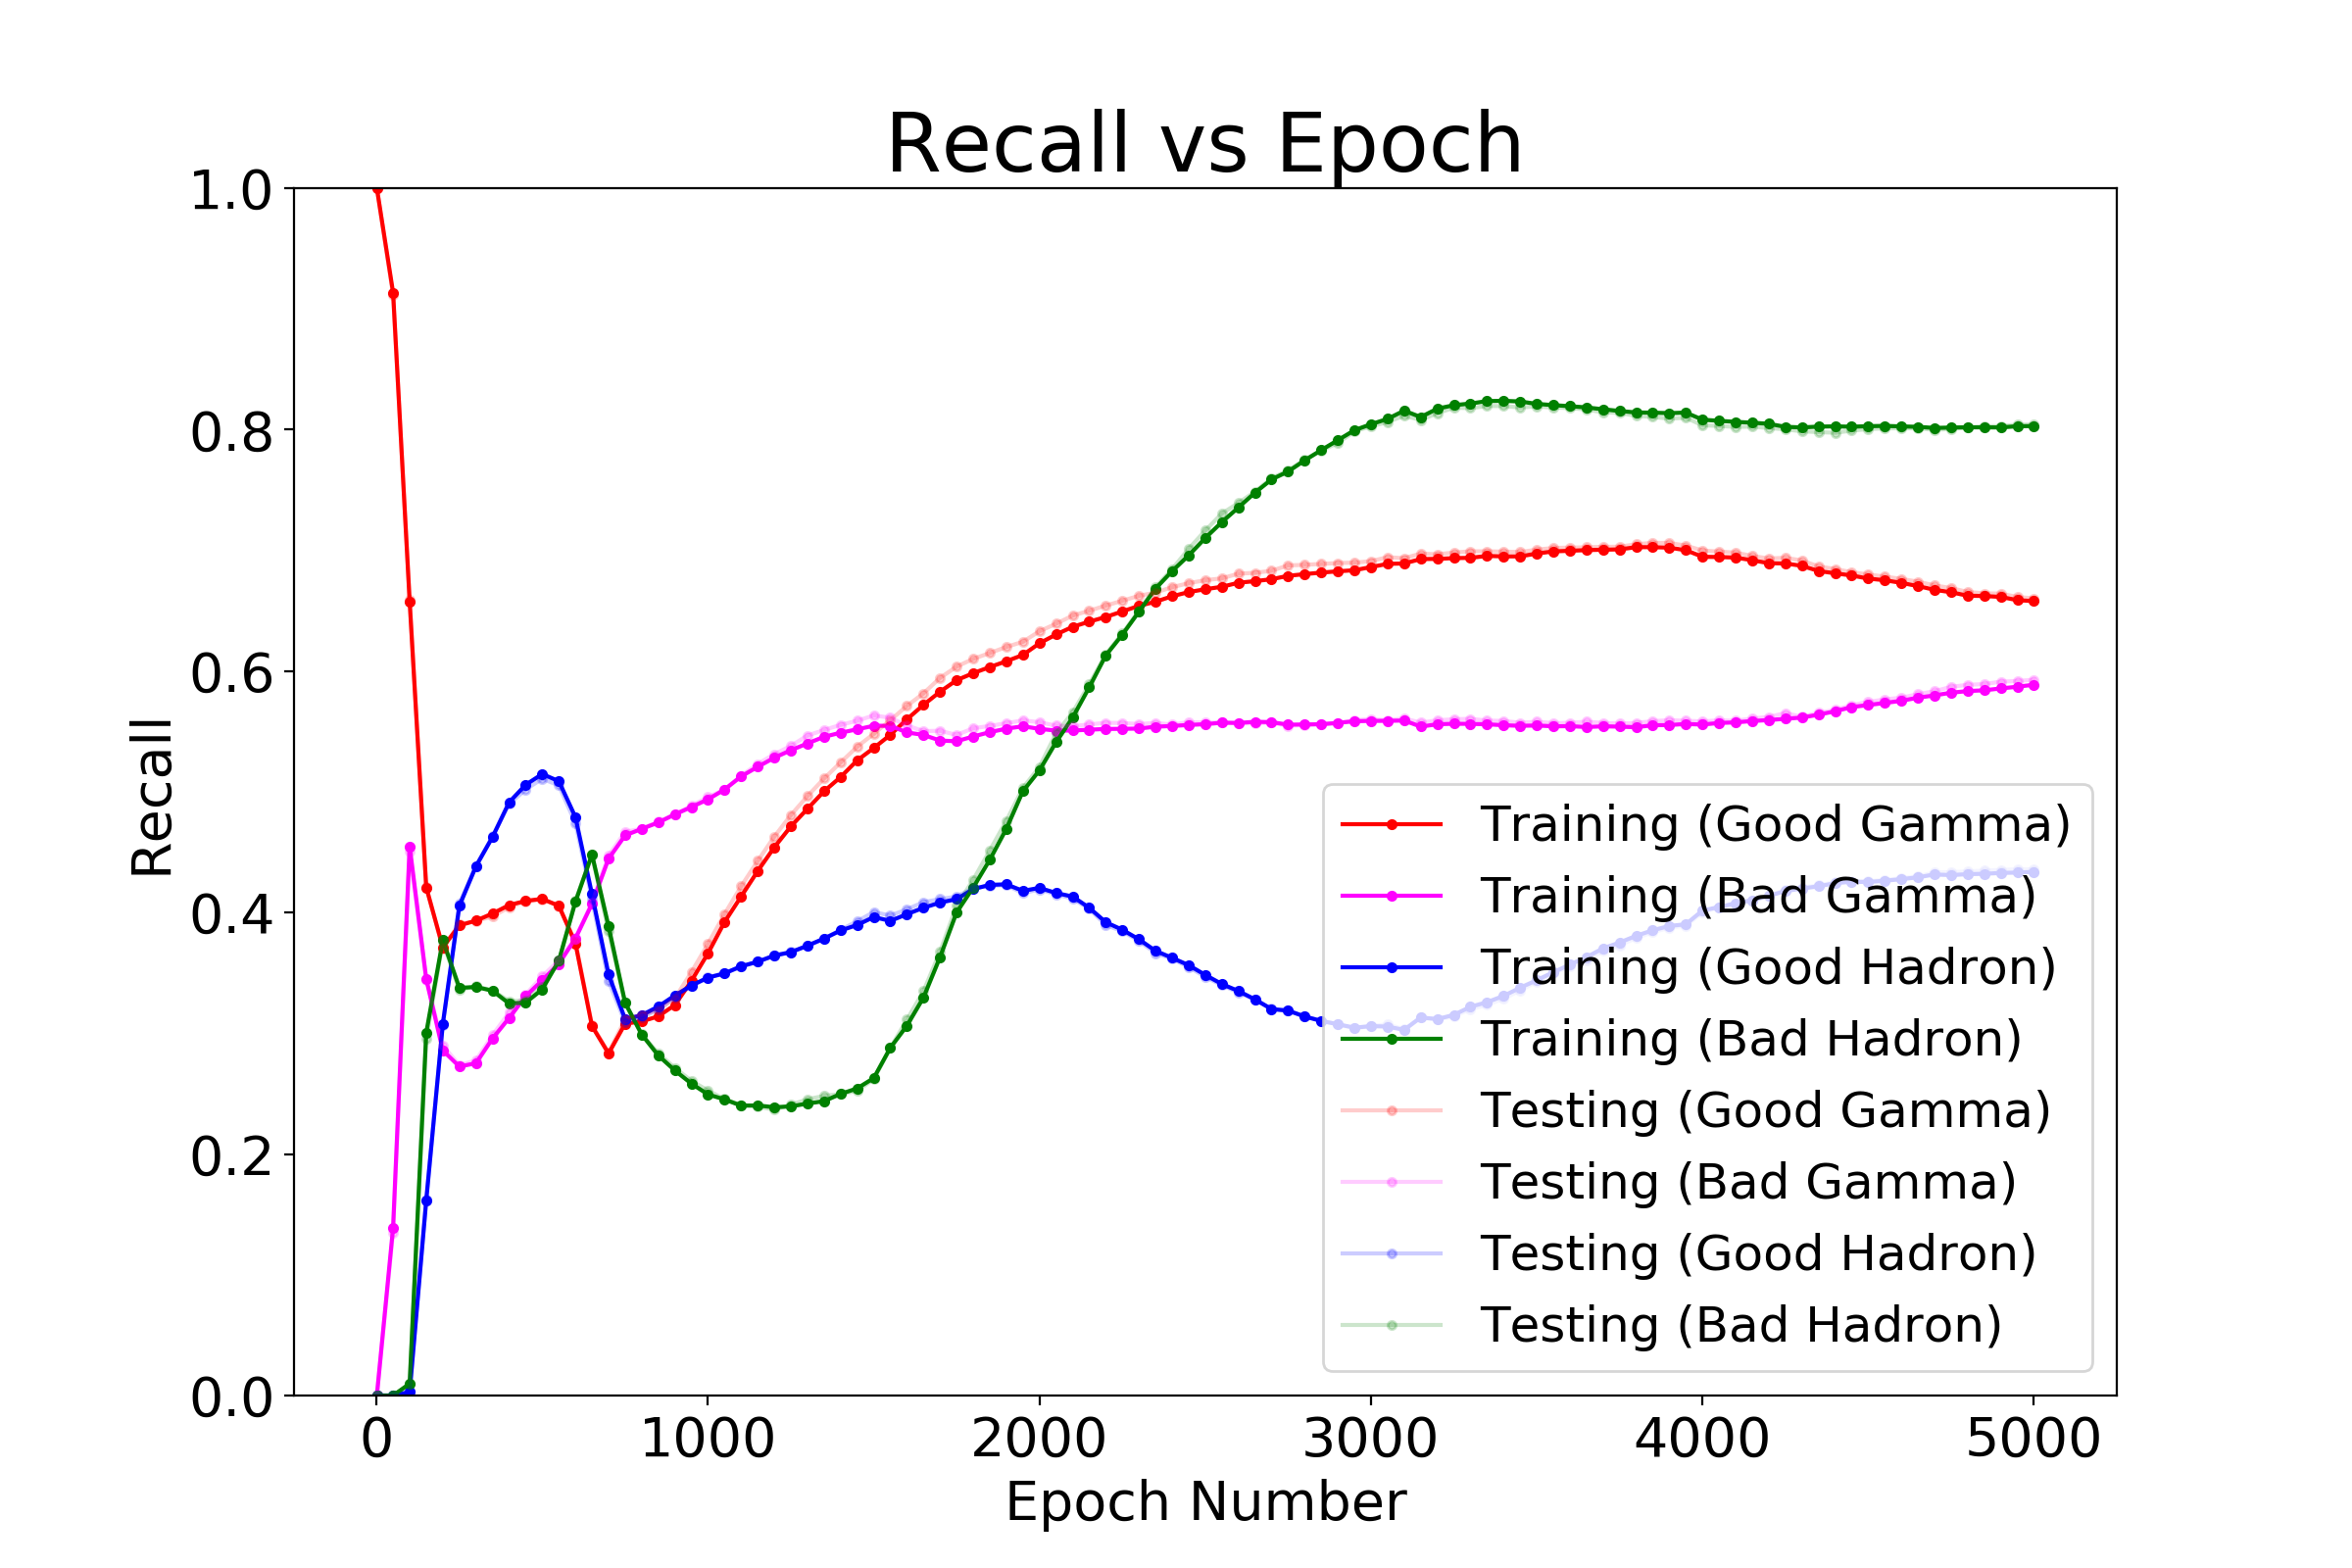 Recall vs Epoch
1.0
0.8
0.6
0.4
0.2
0.0
Recall
Training (Good Gamma)
Training (Bad Gamma)
Training (Good Hadron)
Training (Bad Hadron)
Testing (Good Gamma)
Testing (Bad Gamma)
Testing (Good Hadron)
Testing (Bad Hadron)
0 1000 2000 3000 4000 5000
Epoch Number